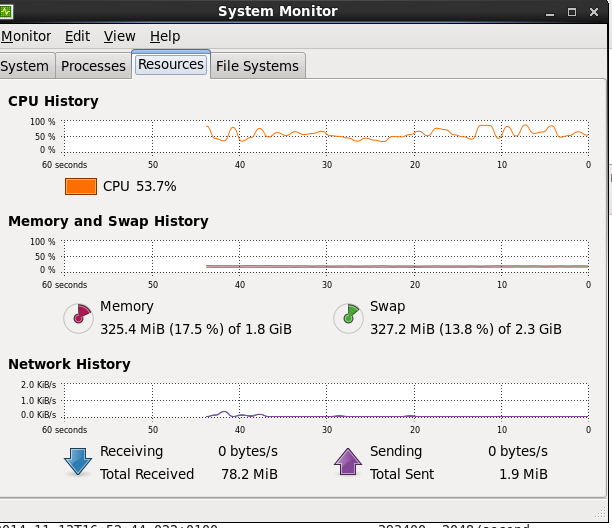 System Monitor
Monitor Edit View Help
System Processes Resources File Systems
CPU History
100 %
50 %
0 %
60 seconds 50 40 30 20 10 0
CPU 53.7%
Memory and Swap History
100 %
50 %
0 %
60 seconds 50 40 30 20 10 0
Memory Swap
325.4 MiB (17.5 %) of 1.8 GiB 327.2 MiB (13.8 %) of 2.3 GiB
Network History
2.0 KiB/s
1.0 KiB/s
0.0 KiB/s
60 seconds 50 40 30 20 10 0
Receiving 0 bytes/s Sending 0 bytes/s
Total Received 78.2 MiB Total Sent 1.9 MiB